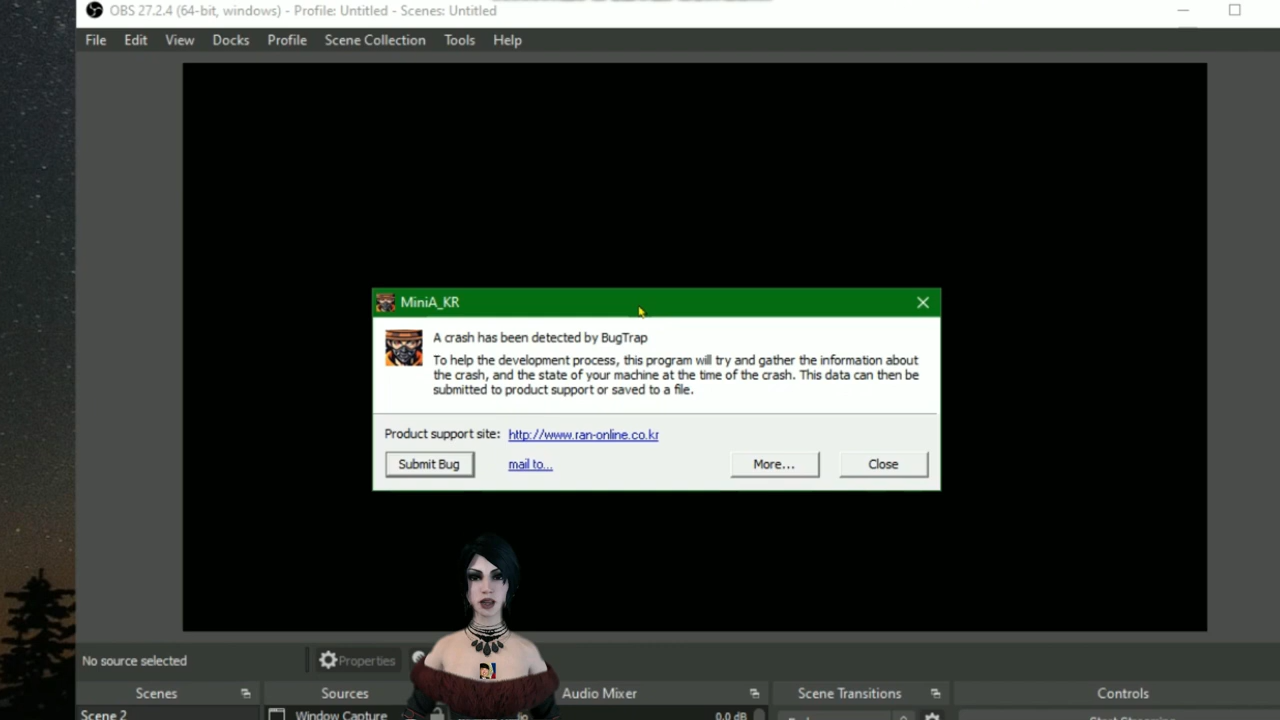 OBS 27.2.4 (64-bit, windows) - Profile: Untitled - Scenes: Untitled
File Edit View Docks Profile Scene Collection Tools Help
MiniA_KR
A crash has been detected by BugTrap
To help the development process, this program will try and gather the information about
the crash, and the state of your machine at the time of the crash. This data can then be
submitted to product support or saved to a file.
Product support site: http://www.ran-online.co.kr
Submit Bug mail to... More... Close
No source selected Properties
Scenes Sources Audio Mixer Scene Transitions Controls
Scene 2 Window Capture 0.0 dB Start Streaming